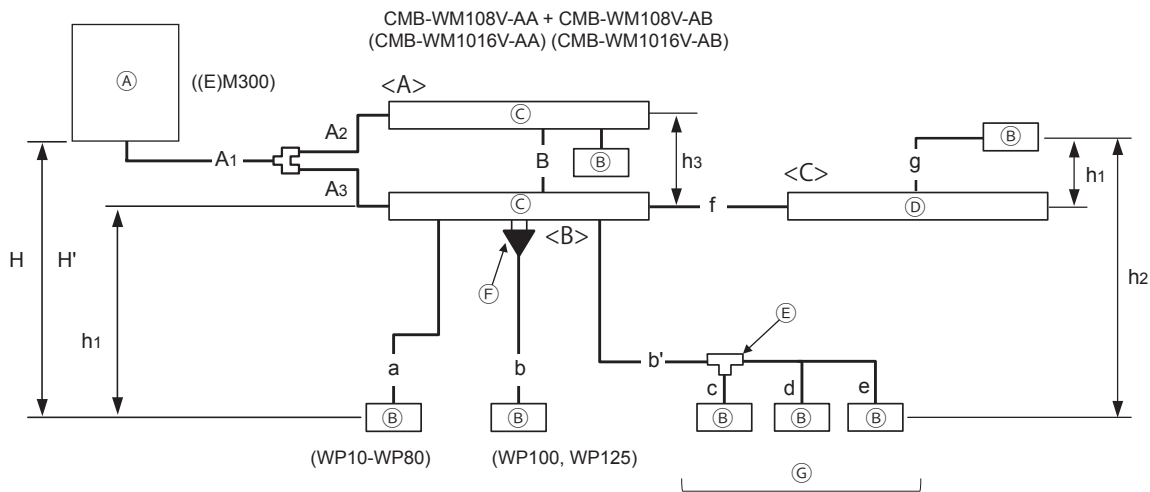 CMB-WM108V-AA + CMB-WM108V-AB
(CMB-WM1016V-AA) (CMB-WM1016V-AB)
A
((E)M300)
<A>
C
A2
B
B
h3
A1
A3
C
<B>
F
f
<C>
D
g
B
h1
h2
H
H'
h1
a
b
b'
E
c
d
e
B
B
B
B
B
(WP10-WP80)
(WP100, WP125)
G